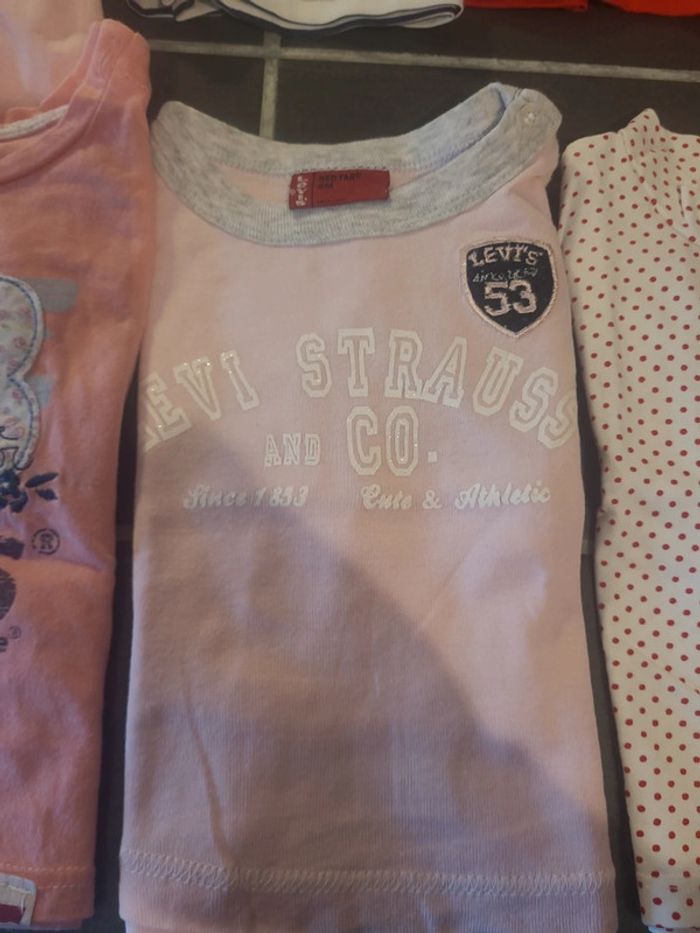 LEVI'S
53
LEVI STRAUSS
AND CO.
Since 1853 Cute & Athletic
®
®